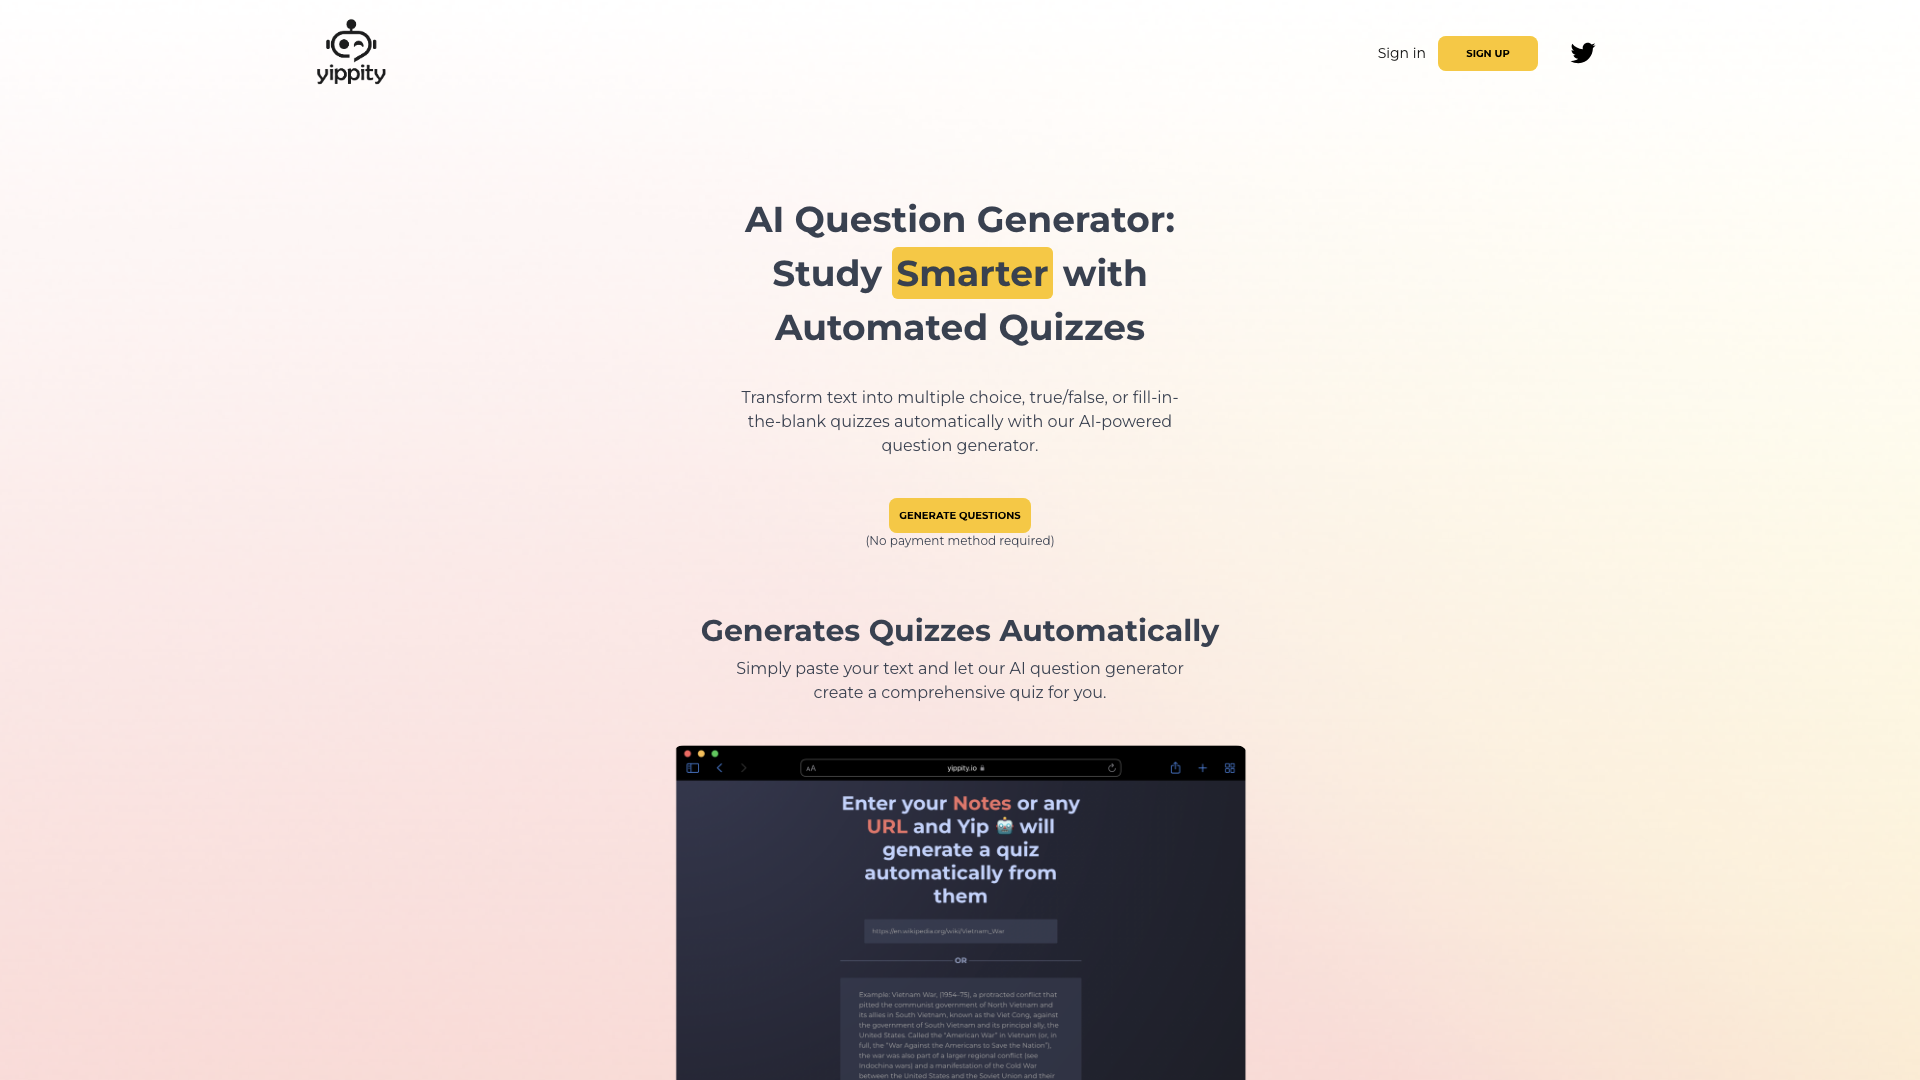 yippity
Sign in
SIGN UP
AI Question Generator:
Study Smarter with
Automated Quizzes
Transform text into multiple choice, true/false, or fill-in-
the-blank quizzes automatically with our AI-powered
question generator.
GENERATE QUESTIONS
(No payment method required)
Generates Quizzes Automatically
Simply paste your text and let our AI question generator
create a comprehensive quiz for you.
AA
yippity.io
Enter your Notes or any
URL and Yip 🤖 will
generate a quiz
automatically from
them
https://en.wikipedia.org/wiki/Vietnam_War
OR
Example: Vietnam War, (1954–75), a protracted conflict that
pitted the communist government of North Vietnam and
its allies in South Vietnam, known as the Viet Cong, against
the government of South Vietnam and its principal ally, the
United States. Called the "American War" in Vietnam (or, in
full, the "War Against the Americans to Save the Nation"),
the war was also part of a larger regional conflict (see
Indochina wars) and a manifestation of the Cold War
between the United States and the Soviet Union and their